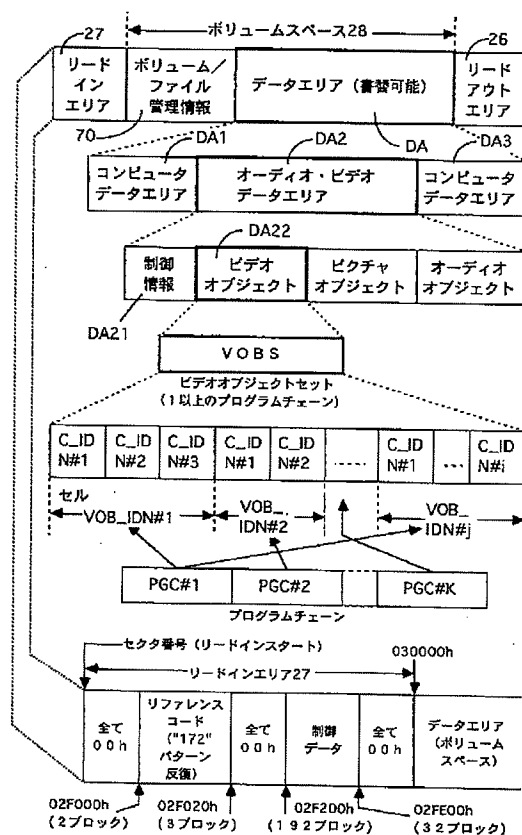 ボリュームスペース28
27
26
リード
イン
エリア
ボリューム／
ファイル
管理情報
データエリア（書替可能）
リード
アウト
エリア
70
DA1
DA2
DA
DA3
コンピュータ
データエリア
オーディオ・ビデオ
データエリア
コンピュータ
データエリア
DA22
制御
情報
ビデオ
オブジェクト
ピクチャ
オブジェクト
オーディオ
オブジェクト
DA21
VOBS
ビデオオブジェクトセット
（1以上のプログラムチェーン）
C_ID
N#1
C_ID
N#2
C_ID
N#3
C_ID
N#1
C_ID
N#2
......
C_ID
N#1
...
C_ID
N#i
セル
VOB_IDN#1
VOB_
IDN#2
VOB_
IDN#j
PGC#1
PGC#2
PGC#K
プログラムチェーン
セクタ番号（リードインスタート）
030000h
リードインエリア27
全て
00h
リファレンス
コード
("172"
パターン
反復）
全て
00h
制御
データ
全て
00h
データエリア
（ボリューム
スペース）
02F000h
（2ブロック）
02F020h
（3ブロック）
02F200h
（192ブロック）
02FE00h
（32ブロック）